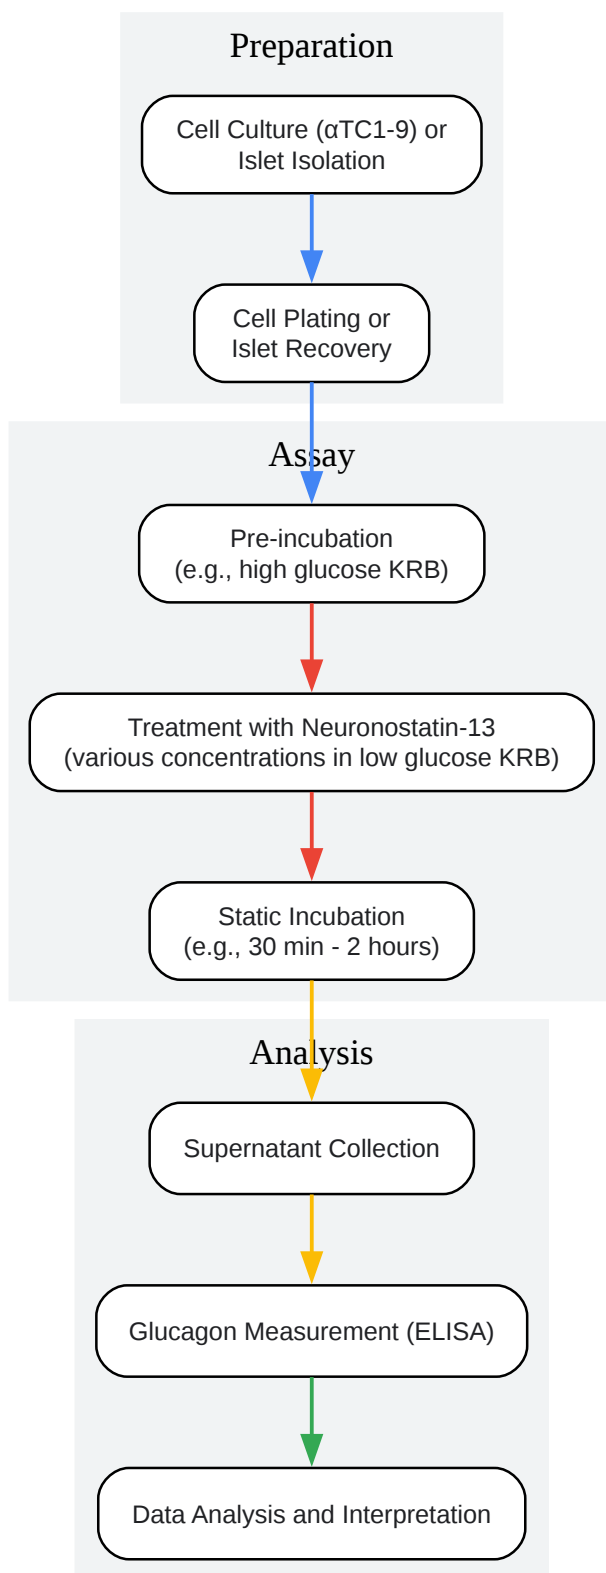 Preparation
Cell Culture (αTC1-9) or
Islet Isolation
Cell Plating or
Islet Recovery
Assay
Pre-incubation
(e.g., high glucose KRB)
Treatment with Neuronostatin-13
(various concentrations in low glucose KRB)
Static Incubation
(e.g., 30 min - 2 hours)
Analysis
Supernatant Collection
Glucagon Measurement (ELISA)
Data Analysis and Interpretation